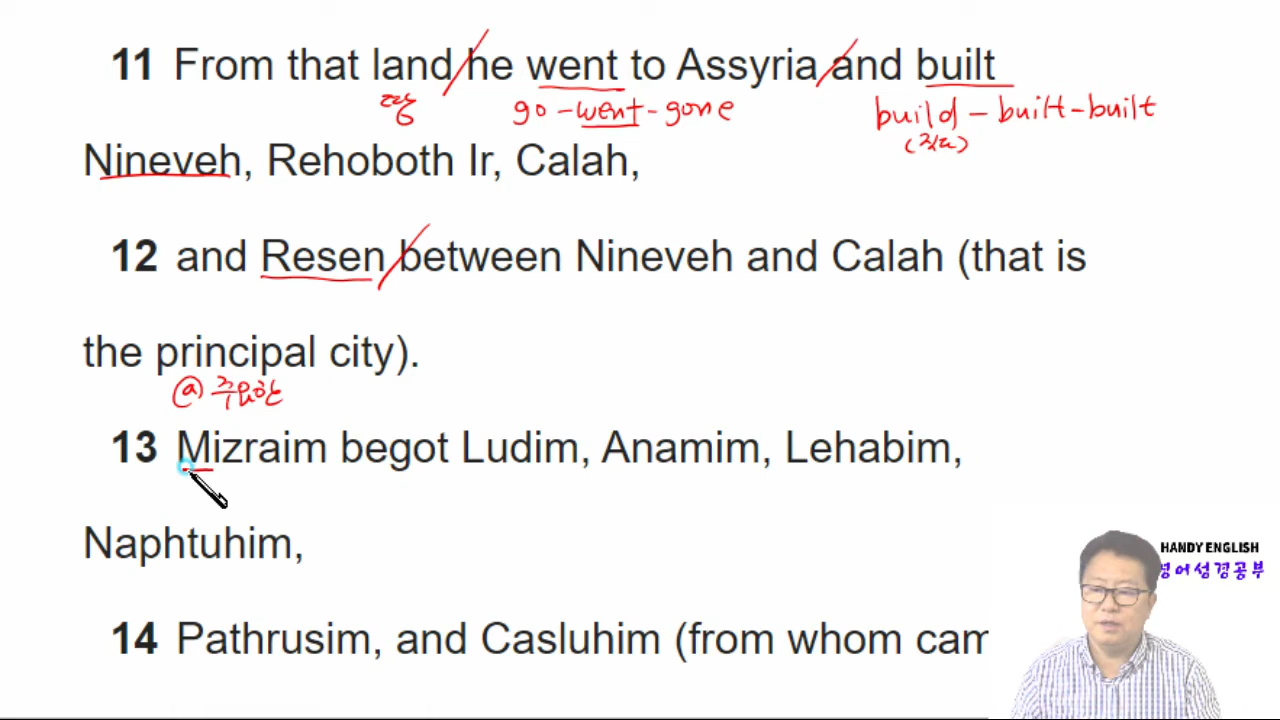 11 From that land he went to Assyria and built
땅 go-went-gone build-built-built
(짓다)
Nineveh, Rehoboth Ir, Calah,
12 and Resen between Nineveh and Calah (that is
the principal city).
ⓐ 주요한
13 Mizraim begot Ludim, Anamim, Lehabim,
Naphtuhim,
HANDY ENGLISH
영어성경공부
14 Pathrusim, and Casluhim (from whom cam